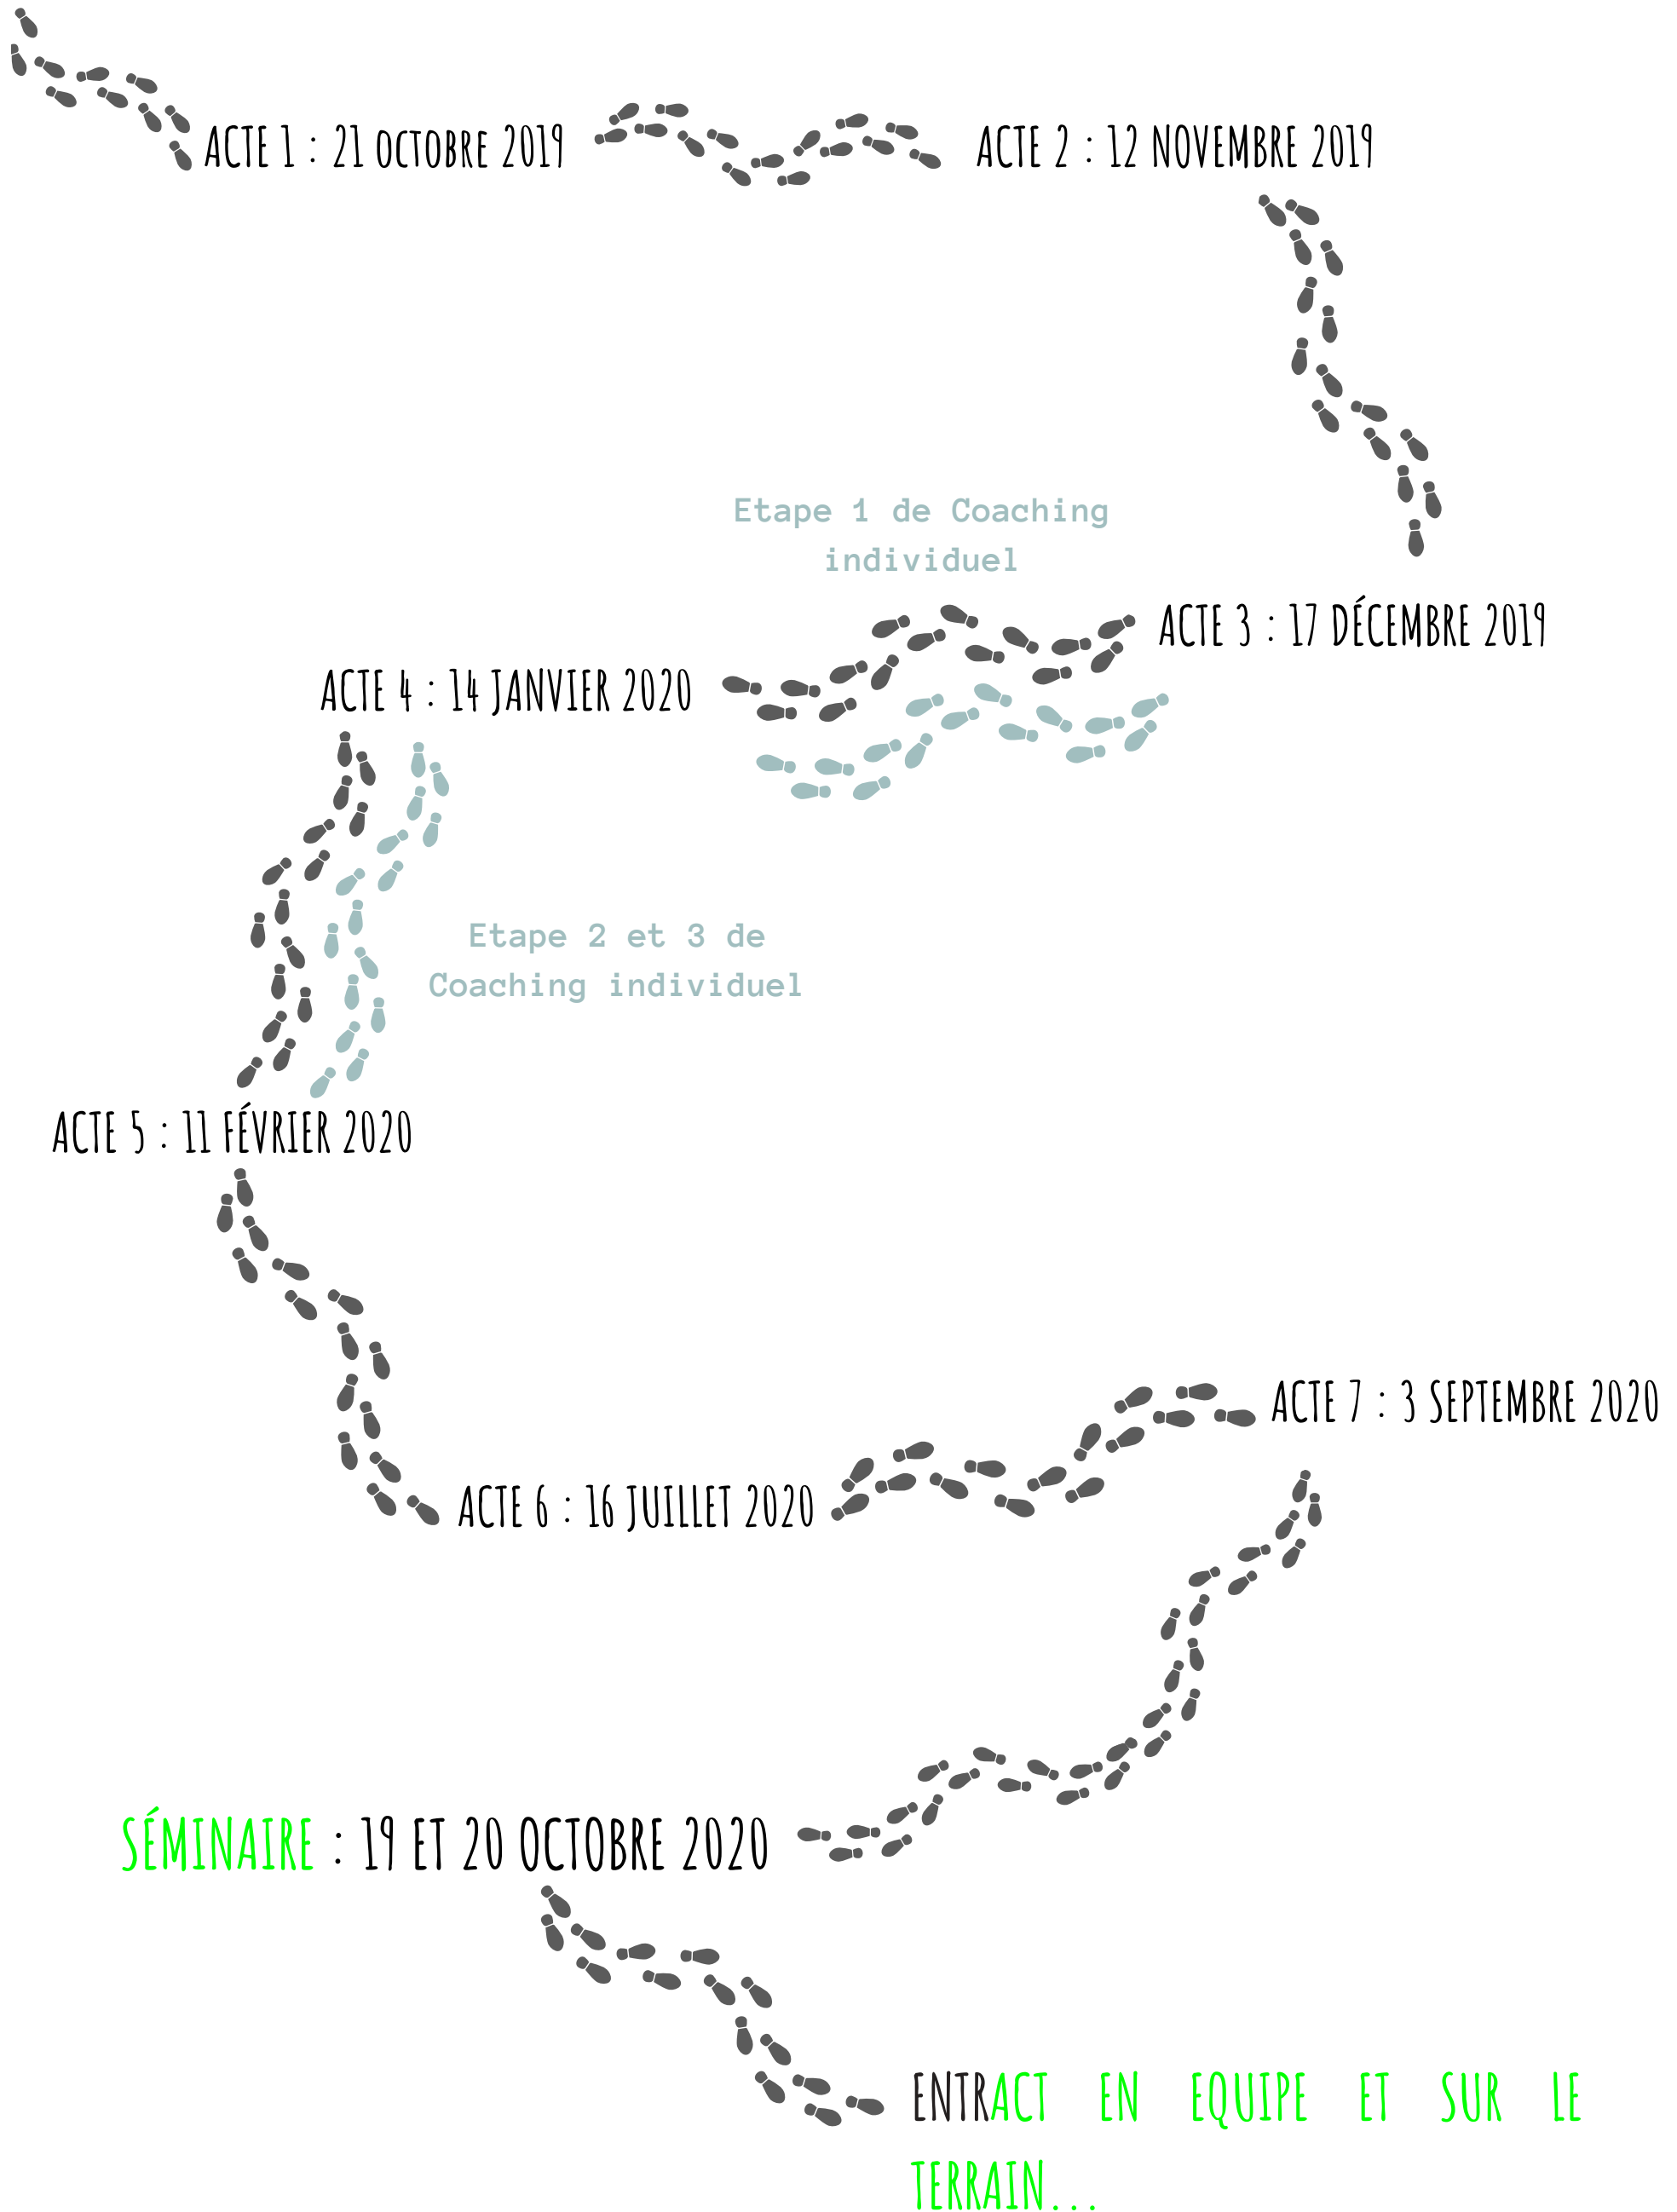 ACTE 1 : 21 OCTOBRE 2019
ACTE 2 : 12 NOVEMBRE 2019
Etape 1 de Coaching
individuel
ACTE 3 : 17 DÉCEMBRE 2019
ACTE 4 : 14 JANVIER 2020
Etape 2 et 3 de
Coaching individuel
ACTE 5 : 11 FÉVRIER 2020
ACTE 7 : 3 SEPTEMBRE 2020
ACTE 6 : 16 JUILLET 2020
SÉMINAIRE : 19 ET 20 OCTOBRE 2020
ENTRACT EN EQUIPE ET SUR LE
TERRAIN...